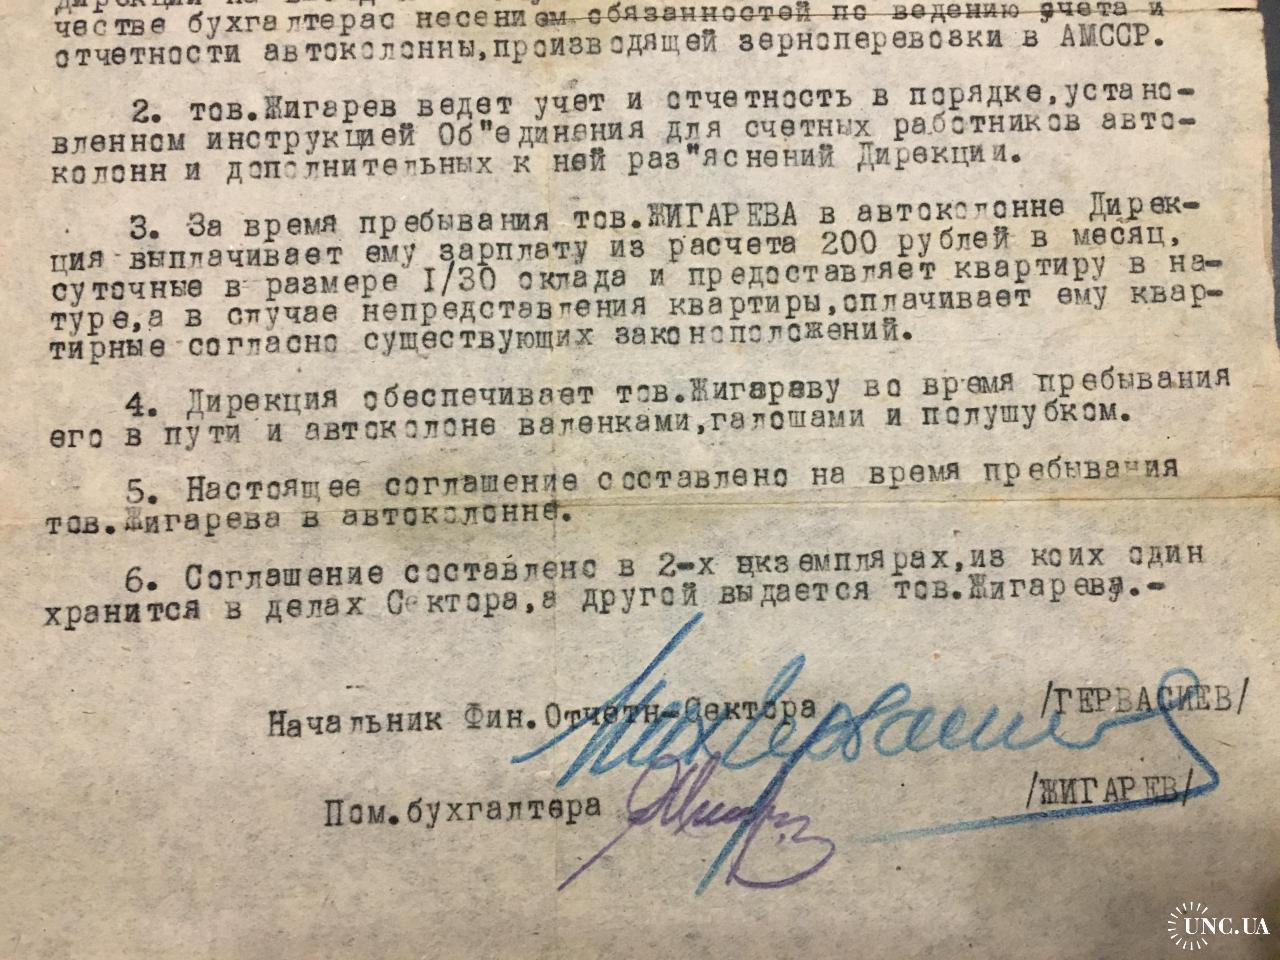 честве бухгалтерас несением обязанностей по ведению учета и
отчетности автоколонны,производящей зерноперевозки в АМССР.
2. тов.Жигарев ведет учет и отчетность в порядке,устано-
вленном инструкцией Об"единения для счетных работников авто-
колонн и дополнительных к ней раз"яснений Дирекции.
3. За время пребывания тов.ЖИГАРЕВА в автоколонне Дирек-
ция выплачивает ему зарплату из расчета 200 рублей в месяц,
суточные в размере I/30 оклада и предоставляет квартиру в на-
туре,а в случае непредставления квартиры,оплачивает ему квар-
тирные согласно существующих законоположений.
4. Дирекция обеспечивает тов.Жигараву во время пребывания
его в пути и автоколоне валенками,галошами и полушубком.
5. Настоящее соглашение составлено на время пребывания
тов.Жигарева в автоколонне.
6. Соглашение составлено в 2-х экземплярах,из коих один
хранится в делах Сектора,а другой выдается тов.Жигареву.-
Начальник Фин.Отчетн-Сектора /ГЕРВАСИЕВ/
Пом.бухгалтера /ЖИГАРЕВ/
UNC.UA